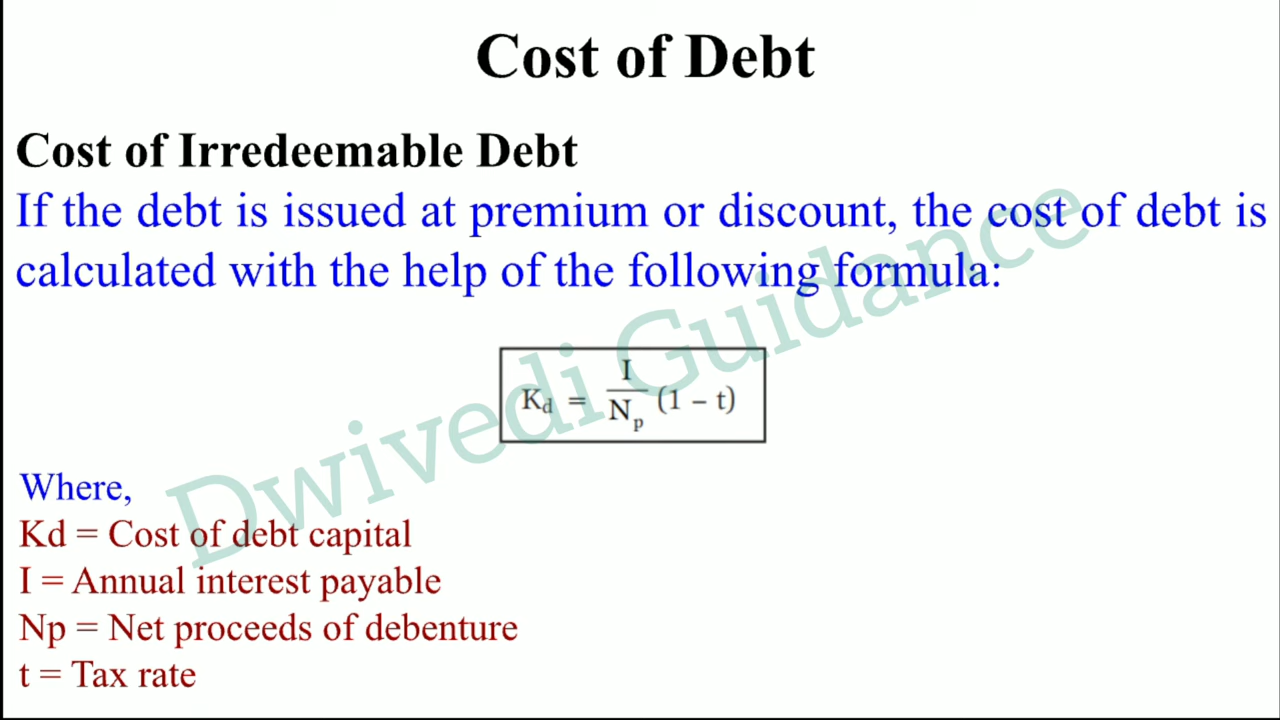 Cost of Debt
Cost of Irredeemable Debt
If the debt is issued at premium or discount, the cost of debt is
calculated with the help of the following formula:
Kd = I/Np (1 – t)
Dwivedi Guidance
Where,
Kd = Cost of debt capital
I = Annual interest payable
Np = Net proceeds of debenture
t = Tax rate